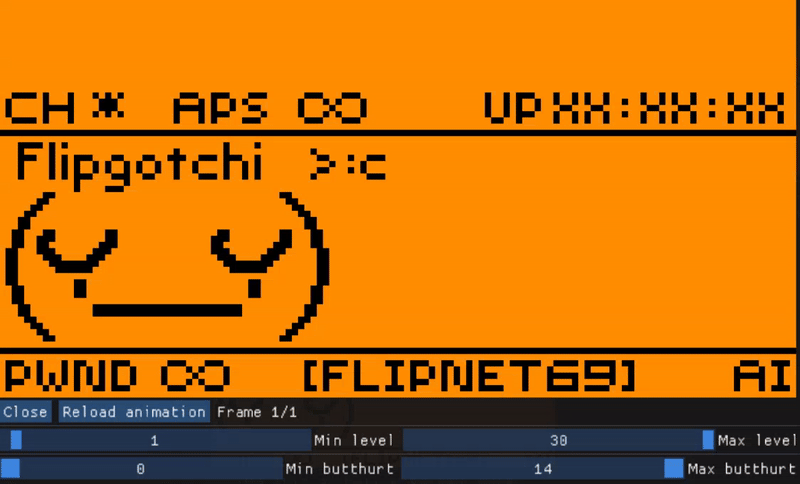 CH * APS ∞ UP XX:XX:XX
Flipgotchi >:c
PWND ∞ [FLIPNET69] AI
Close Reload animation Frame 1/1
1 Min level 30 Max level
0 Min butthurt 14 Max butthurt